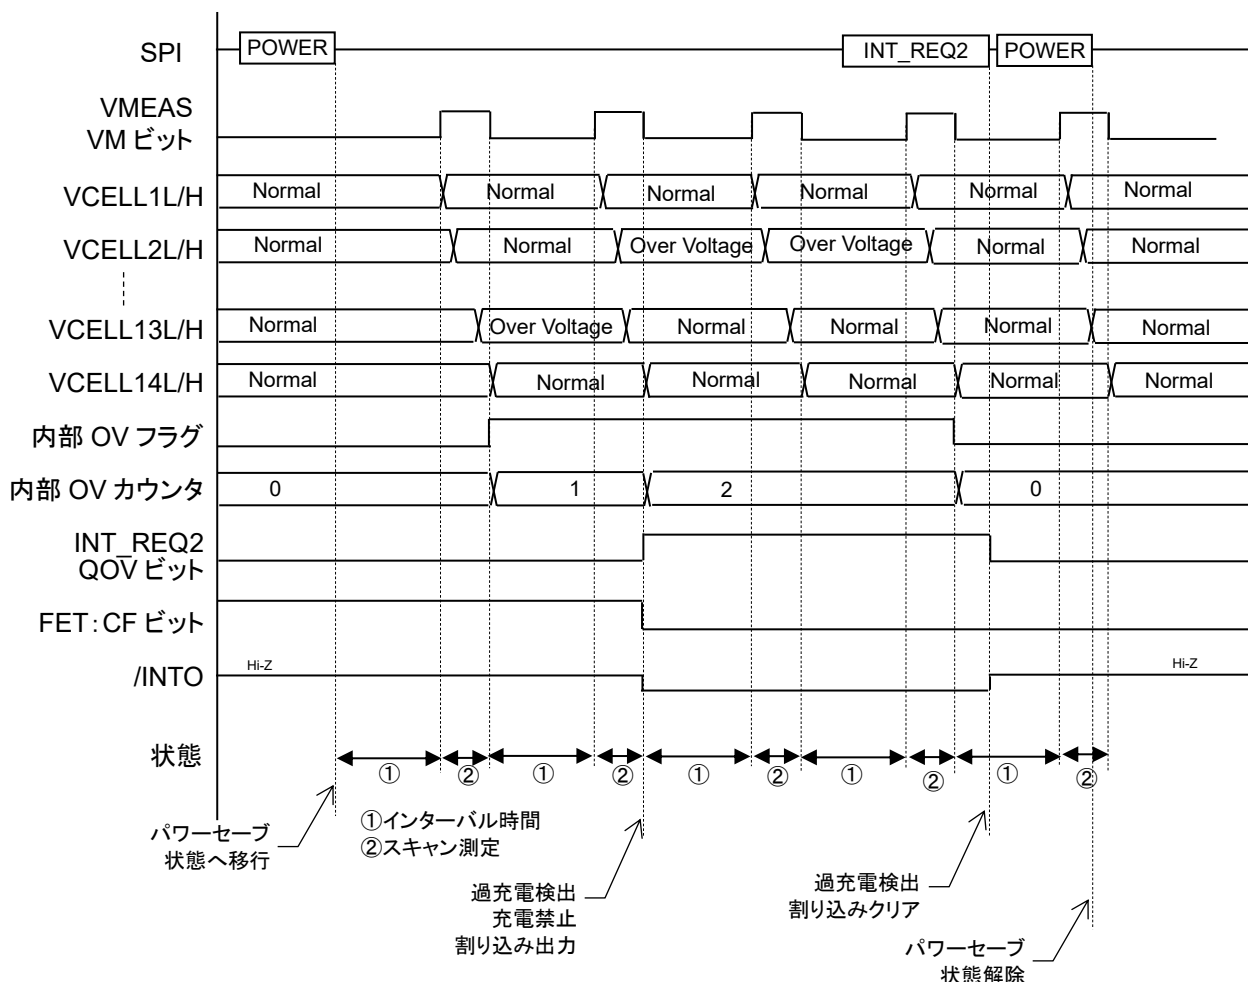 SPI POWER INT_REQ2 POWER
VMEAS
VM ビット
VCELL1L/H Normal Normal Normal Normal Normal Normal
VCELL2L/H Normal Normal Over Voltage Over Voltage Normal Normal
VCELL13L/H Normal Over Voltage Normal Normal Normal Normal
VCELL14L/H Normal Normal Normal Normal Normal Normal
内部 OV フラグ
内部 OV カウンタ 0 1 2 0
INT_REQ2
QOV ビット
FET：CF ビット
/INTO Hi-Z Hi-Z
状態 ① ② ① ② ① ② ① ② ① ②
①インターバル時間
②スキャン測定
パワーセーブ
状態へ移行
過充電検出
充電禁止
割り込み出力
過充電検出
割り込みクリア
パワーセーブ
状態解除